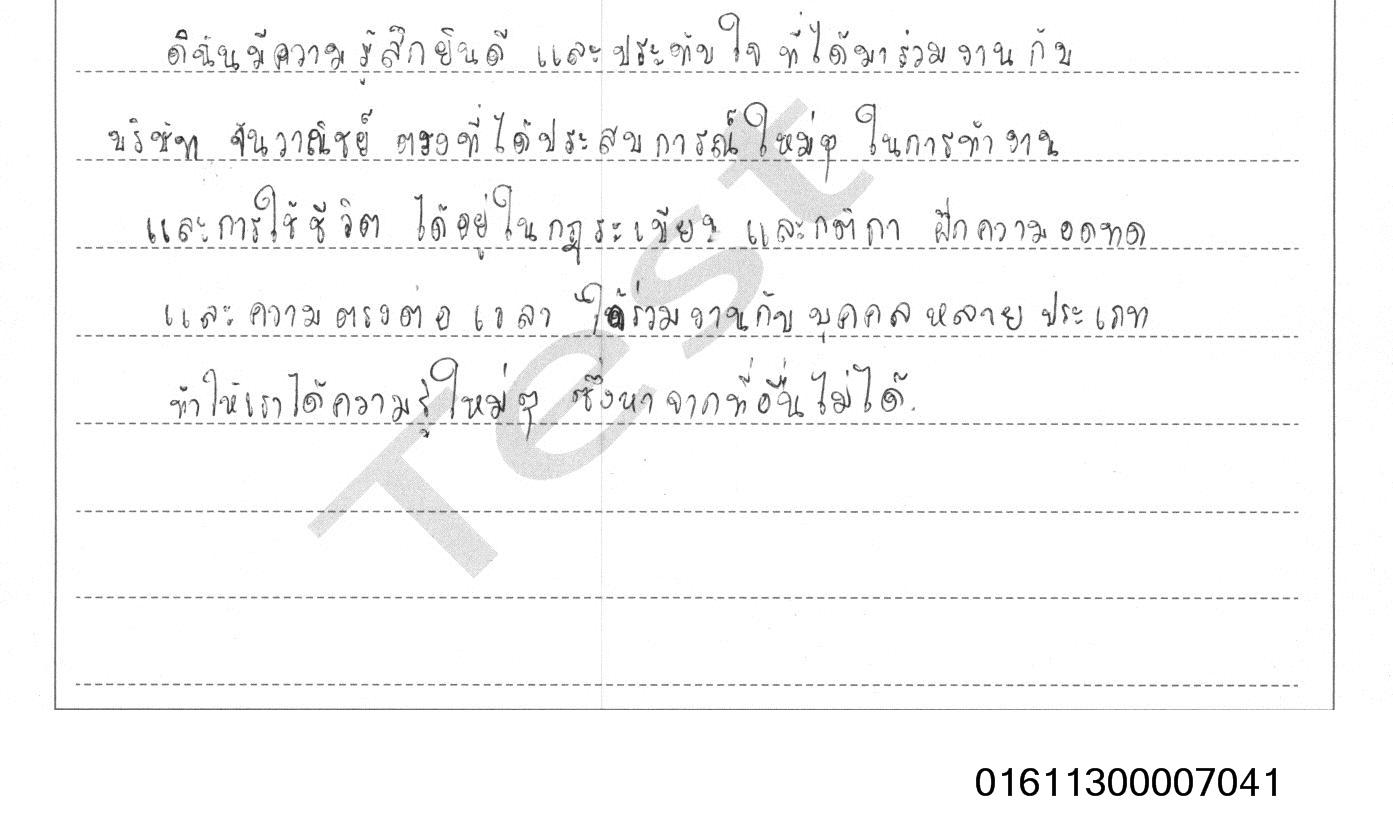 ดิฉันมีความรู้สึกยินดี และประทับใจ ที่ได้มาร่วมงานกับ
บริษัท จันวาณิชย์ ตรงที่ได้ประสบการณ์ใหม่ๆ ในการทำงาน
และการใช้ชีวิต ได้อยู่ในกฎระเบียบ และกติกา ฝึกความอดทด
และความตรงต่อเวลา ได้ร่วมงานกับบุคคลหลายประเภท
ทำให้เราได้ความรู้ใหม่ๆ ซึ่งหาจากที่อื่นไม่ได้.
Test
01611300007041